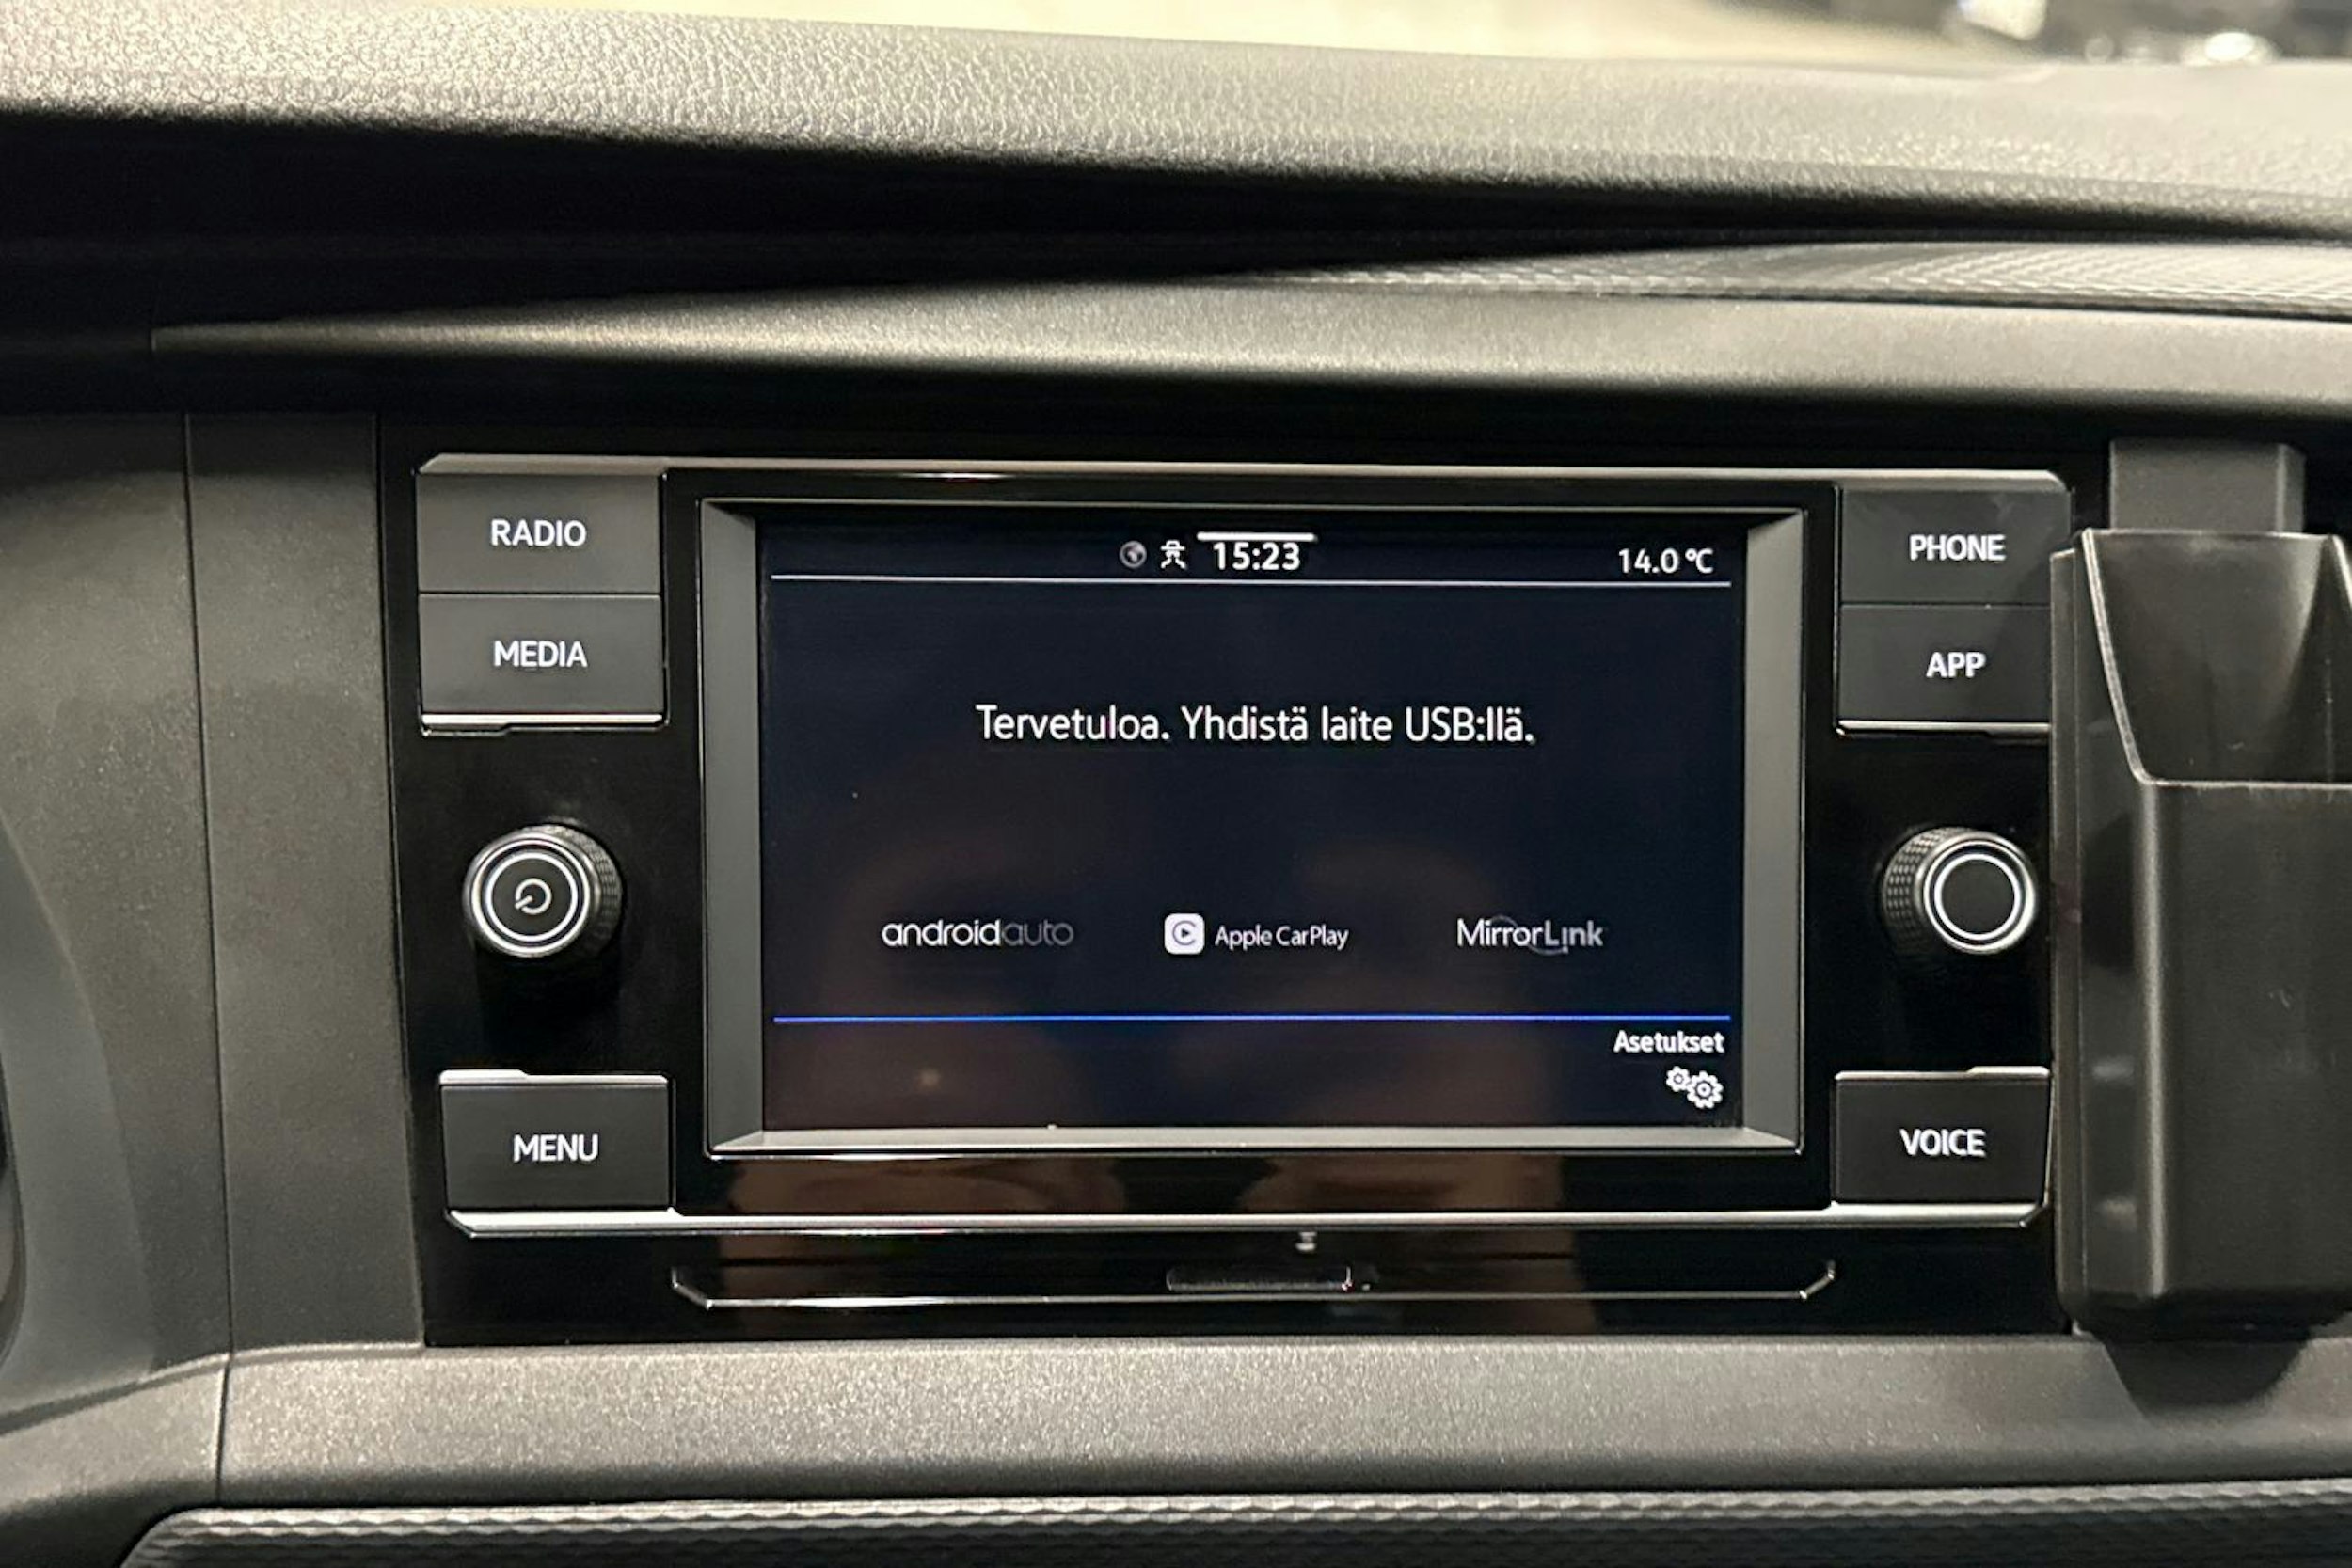 RADIO
MEDIA
MENU
15:23
14.0 °C
Tervetuloa. Yhdistä laite USB:llä.
androidauto
Apple CarPlay
MirrorLink
Asetukset
PHONE
APP
VOICE